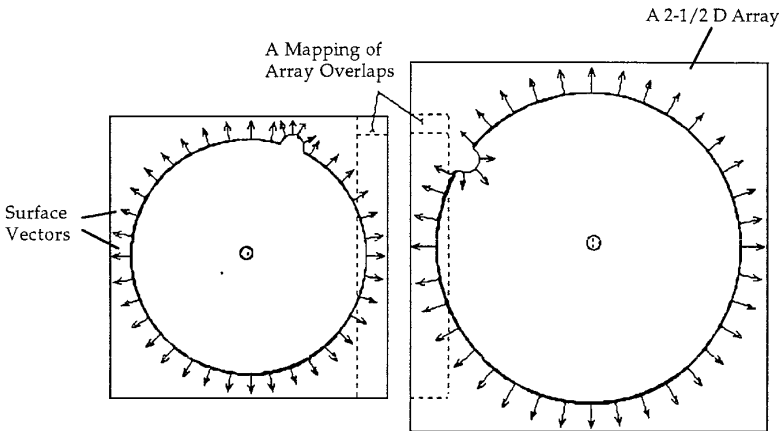 A 2-1/2 D Array
A Mapping of
Array Overlaps
Surface
Vectors